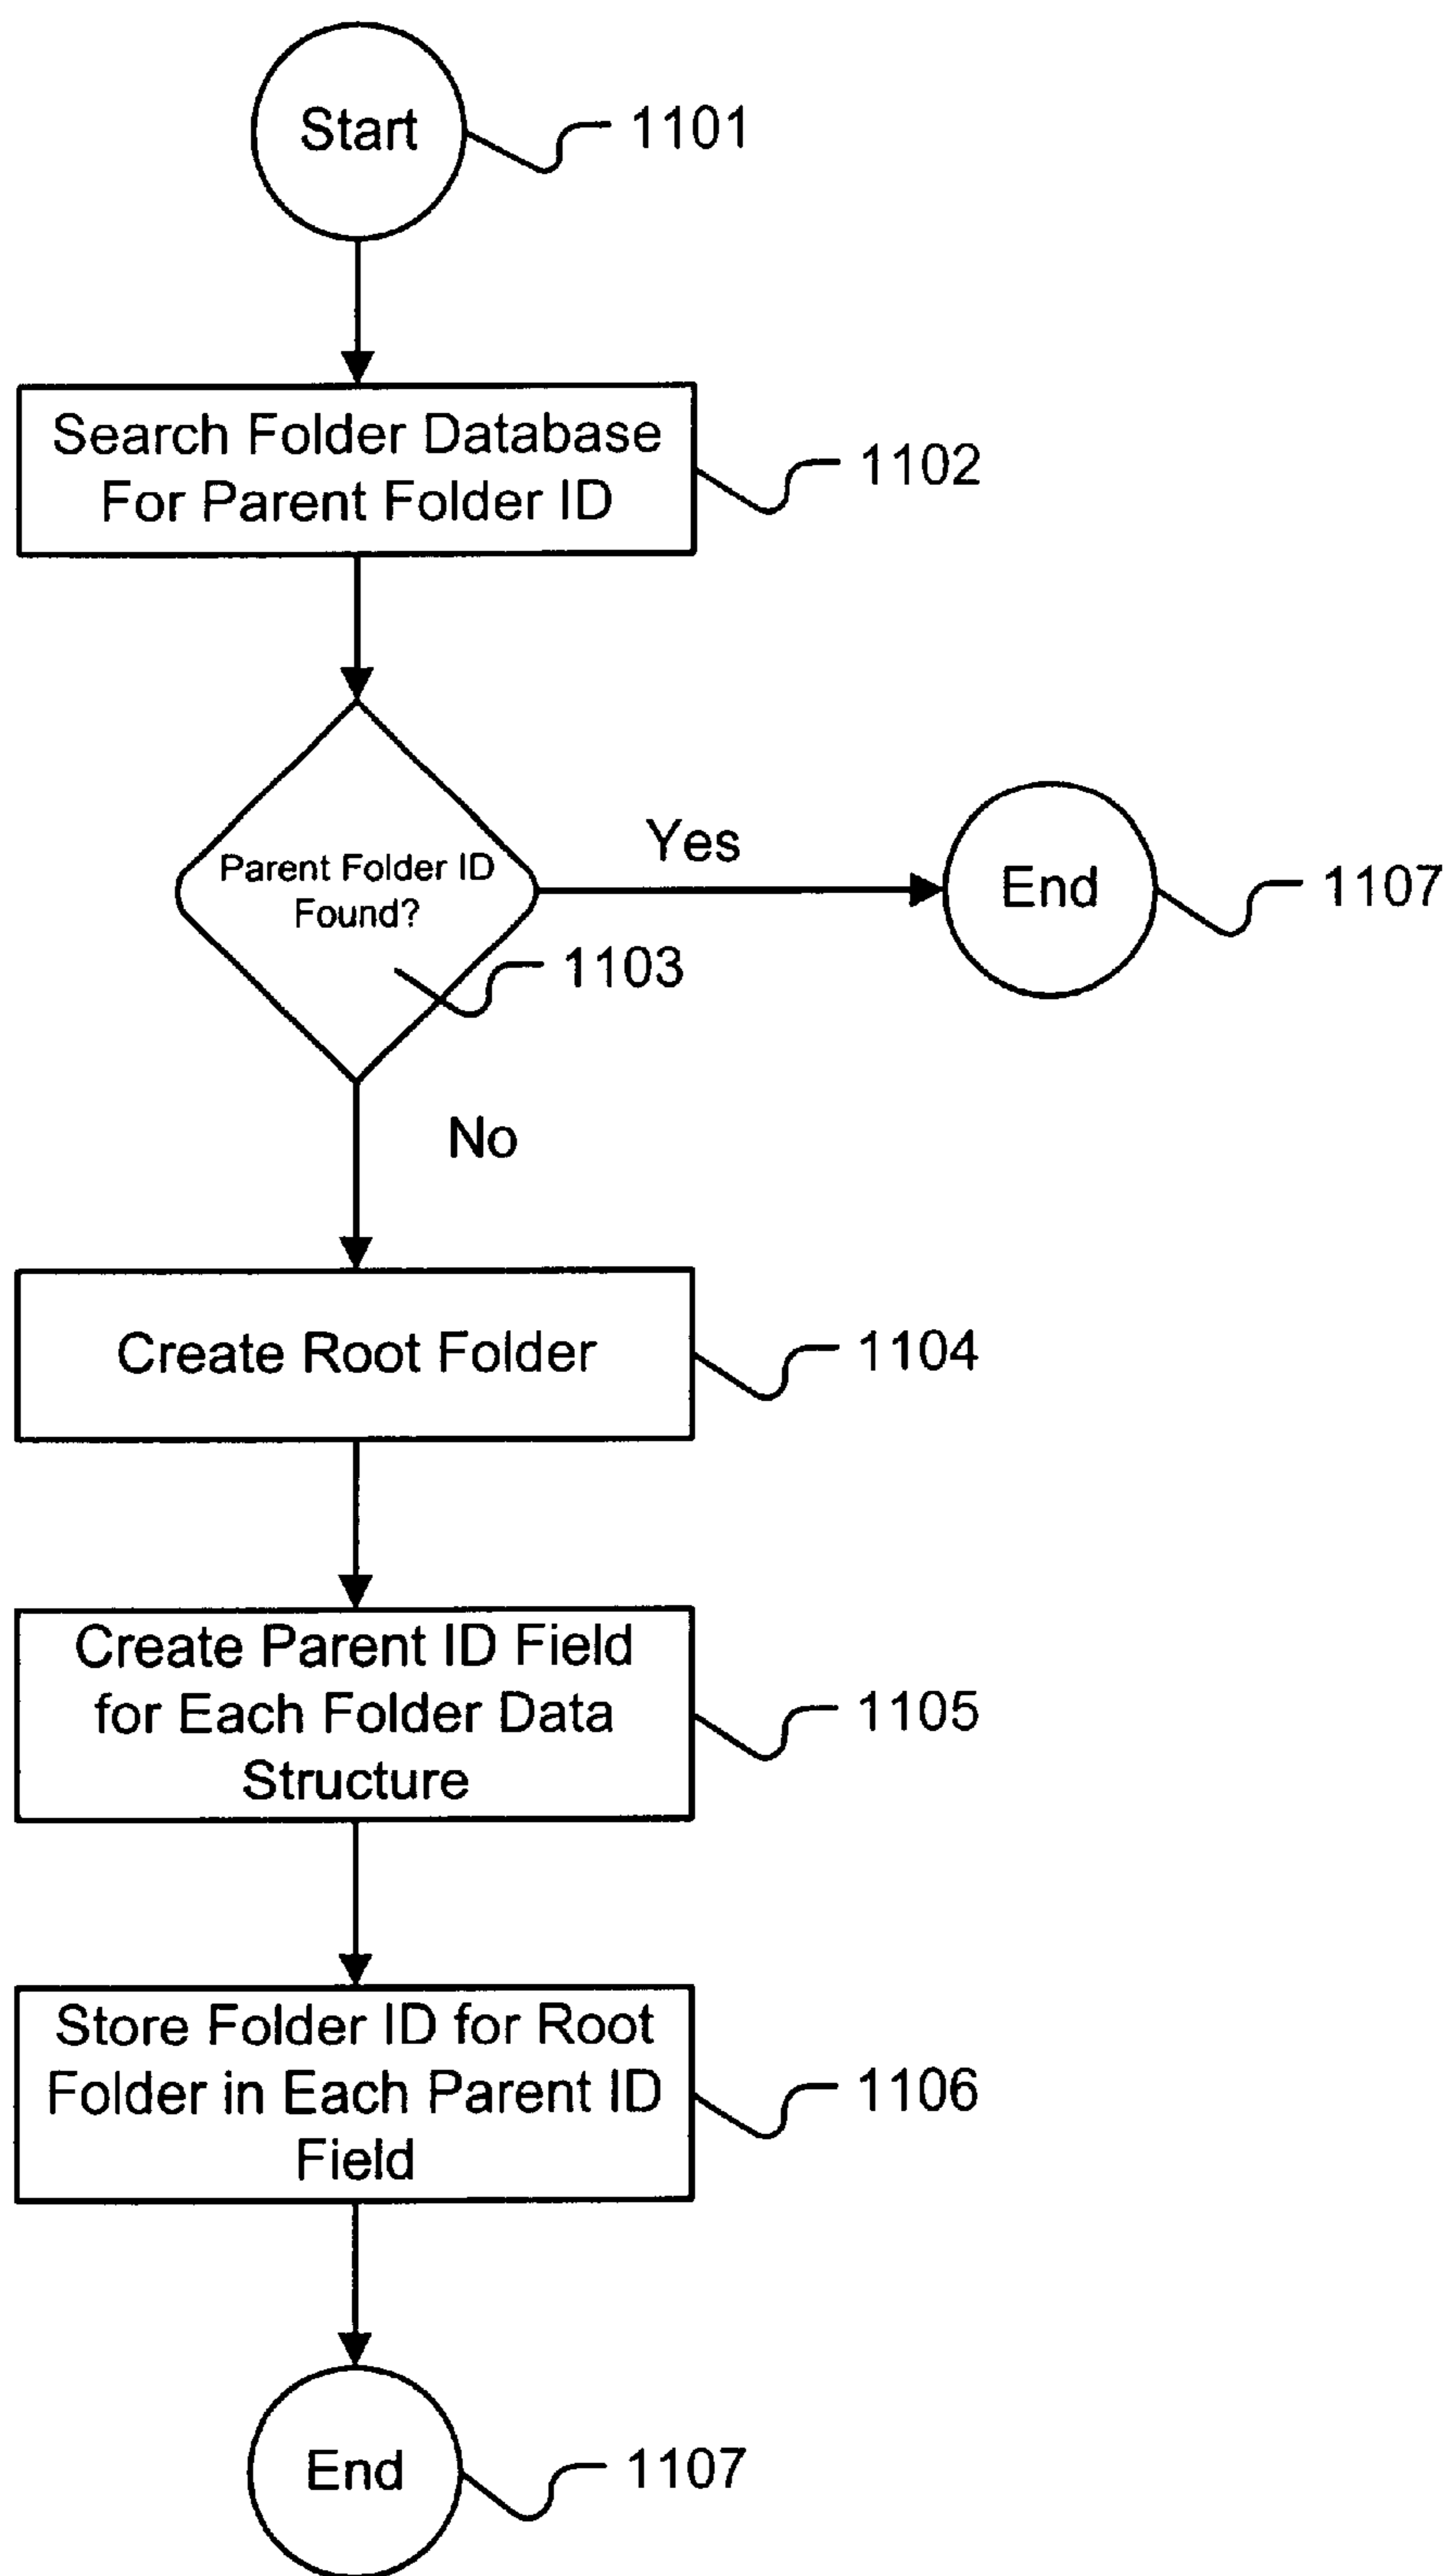 Start
1101
Search Folder Database
For Parent Folder ID
1102
Parent Folder ID
Found?
1103
Yes
End
1107
No
Create Root Folder
1104
Create Parent ID Field
for Each Folder Data
Structure
1105
Store Folder ID for Root
Folder in Each Parent ID
Field
1106
End
1107